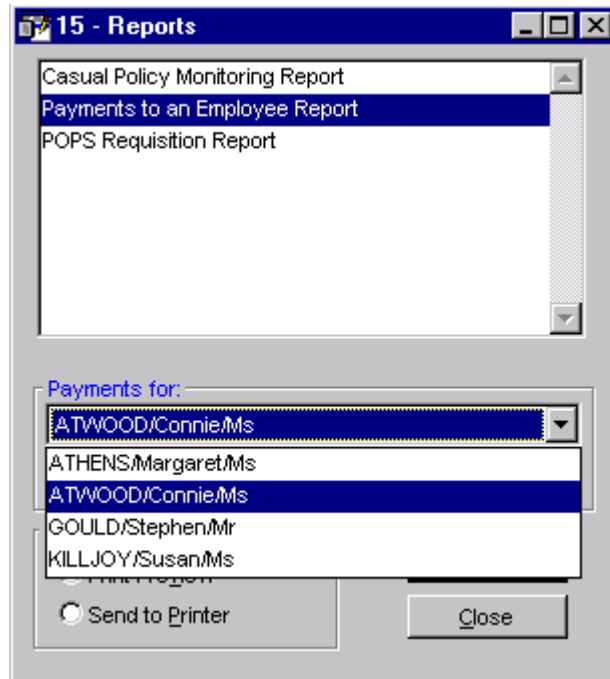 15 - Reports
Casual Policy Monitoring Report
Payments to an Employee Report
POPS Requisition Report
Payments for:
ATWOOD/Connie/Ms
ATHENS/Margaret/Ms
ATWOOD/Connie/Ms
GOULD/Stephen/Mr
KILLJOY/Susan/Ms
Send to Printer
Close